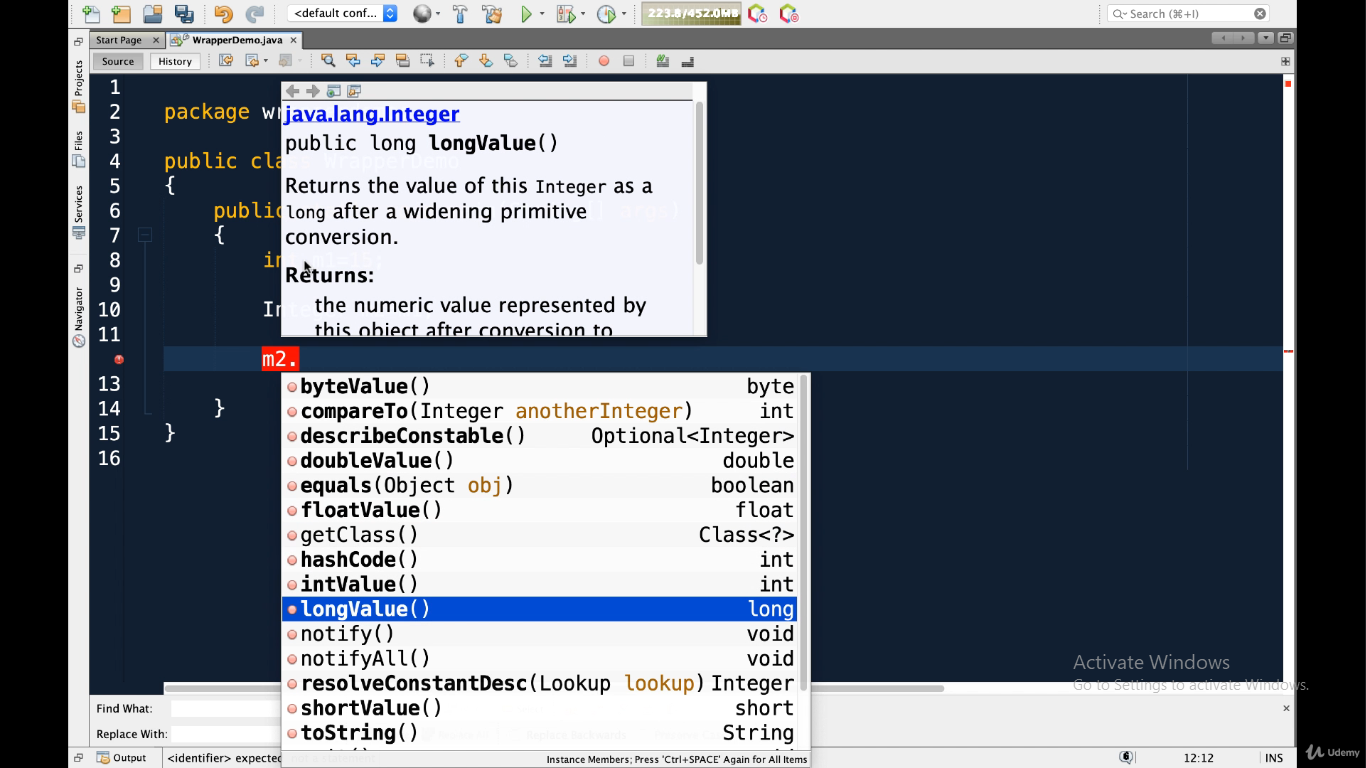 <default conf...
223.8/452.0MB
Search (⌘+I)
Start Page
WrapperDemo.java
Source
History
Projects
Files
Services
Navigator
1
2 package wr
3
4 public cla
5 {
6 public
7 {
8 in
9
10 Int
11
m2.
13
14 }
15 }
16
java.lang.Integer
public long longValue()
Returns the value of this Integer as a
long after a widening primitive
conversion.
Returns:
the numeric value represented by
this object after conversion to
byteValue() byte
compareTo(Integer anotherInteger) int
describeConstable() Optional<Integer>
doubleValue() double
equals(Object obj) boolean
floatValue() float
getClass() Class<?>
hashCode() int
intValue() int
longValue() long
notify() void
notifyAll() void
resolveConstantDesc(Lookup lookup) Integer
shortValue() short
toString() String
Instance Members; Press 'Ctrl+SPACE' Again for All Items
Activate Windows
Go to Settings to activate Windows.
Find What:
Replace With:
Output
<identifier> expected
6
12:12
INS
Udemy